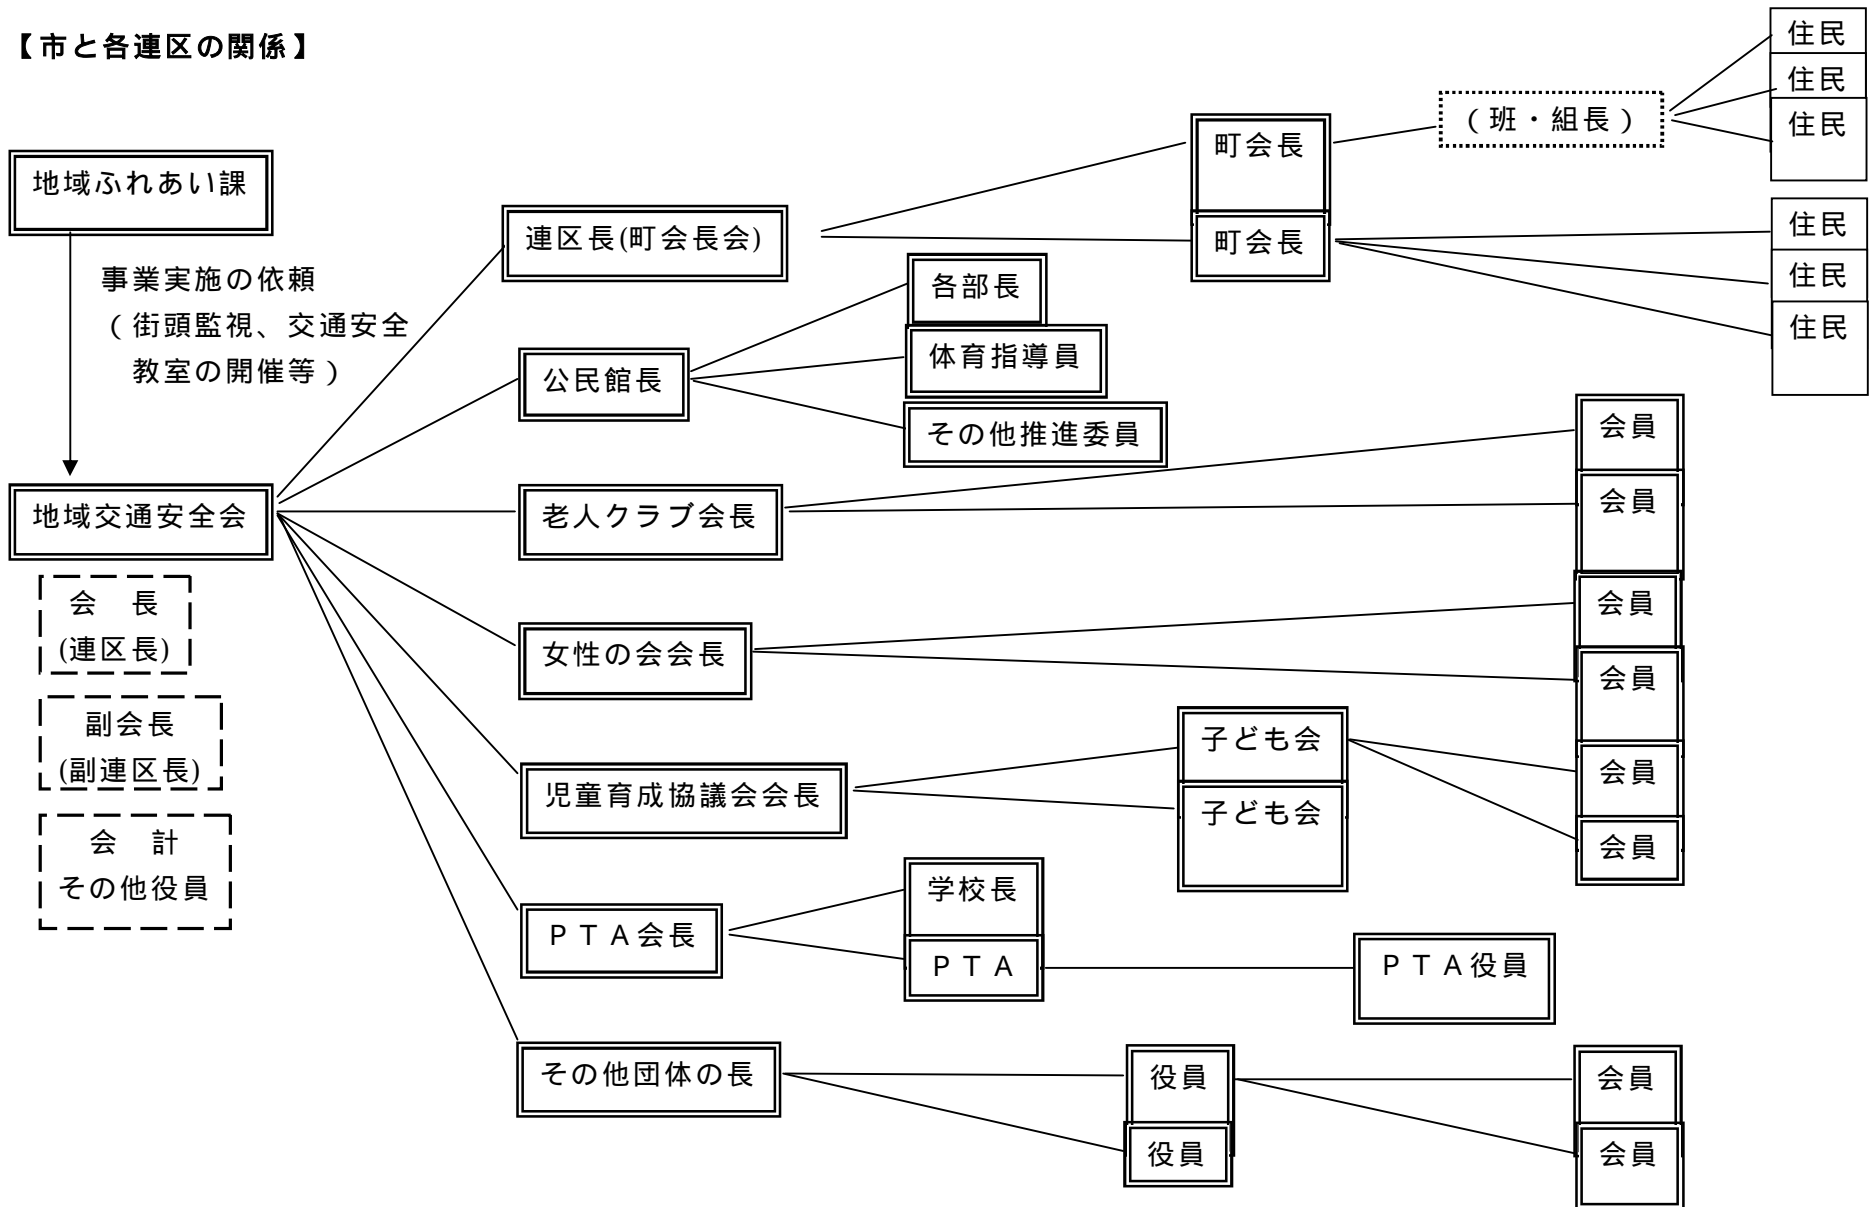 【市と各連区の関係】
地域ふれあい課
事業実施の依頼
（街頭監視、交通安全
教室の開催等）
地域交通安全会
会　長
(連区長)
副会長
(副連区長)
会　計
その他役員
連区長(町会長会)
町会長
町会長
（班・組長）
住民
住民
住民
住民
住民
住民
公民館長
各部長
体育指導員
その他推進委員
老人クラブ会長
会員
会員
女性の会会長
会員
会員
児童育成協議会会長
子ども会
子ども会
会員
会員
ＰＴＡ会長
学校長
ＰＴＡ
ＰＴＡ役員
その他団体の長
役員
役員
会員
会員